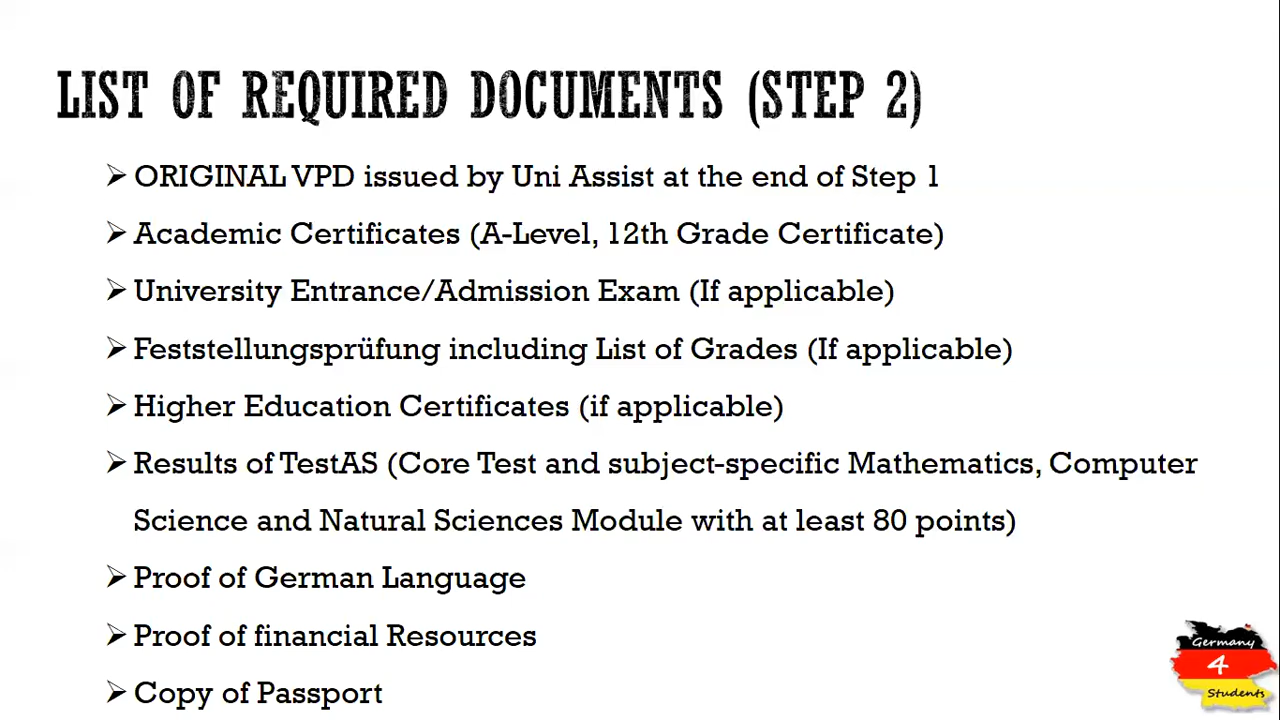 LIST OF REQUIRED DOCUMENTS (STEP 2)
➢ ORIGINAL VPD issued by Uni Assist at the end of Step 1
➢ Academic Certificates (A-Level, 12th Grade Certificate)
➢ University Entrance/Admission Exam (If applicable)
➢ Feststellungsprüfung including List of Grades (If applicable)
➢ Higher Education Certificates (if applicable)
➢ Results of TestAS (Core Test and subject-specific Mathematics, Computer
Science and Natural Sciences Module with at least 80 points)
➢ Proof of German Language
➢ Proof of financial Resources
➢ Copy of Passport
Germany
4
Students